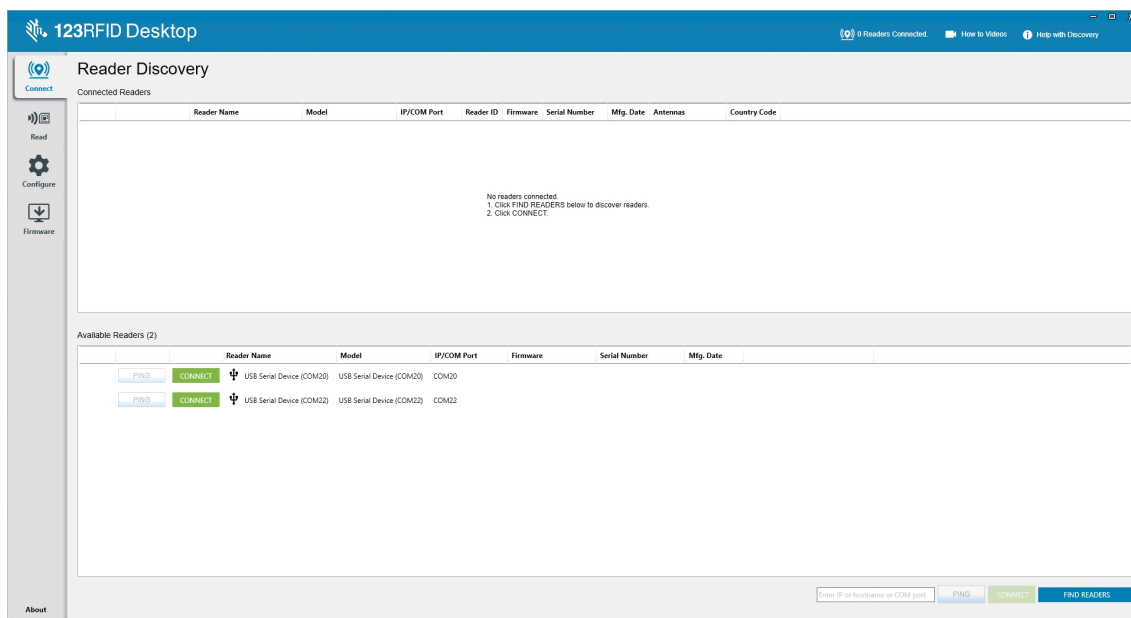 123RFID Desktop
0 Readers Connected.
How to Videos
Help with Discovery
Connect
Read
Configure
Firmware
About
Reader Discovery
Connected Readers
Reader Name Model IP/COM Port Reader ID Firmware Serial Number Mfg. Date Antennas Country Code
No readers connected.
1. Click FIND READERS below to discover readers.
2. Click CONNECT.
Available Readers (2)
Reader Name Model IP/COM Port Firmware Serial Number Mfg. Date
PING CONNECT USB Serial Device (COM20) USB Serial Device (COM20) COM20
PING CONNECT USB Serial Device (COM22) USB Serial Device (COM22) COM22
Enter IP or hostname or COM port PING CONNECT FIND READERS